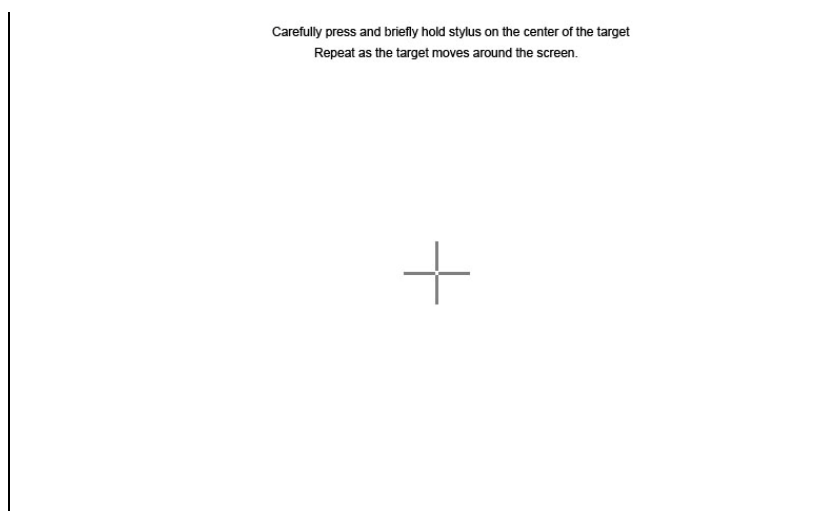 Carefully press and briefly hold stylus on the center of the target
Repeat as the target moves around the screen.